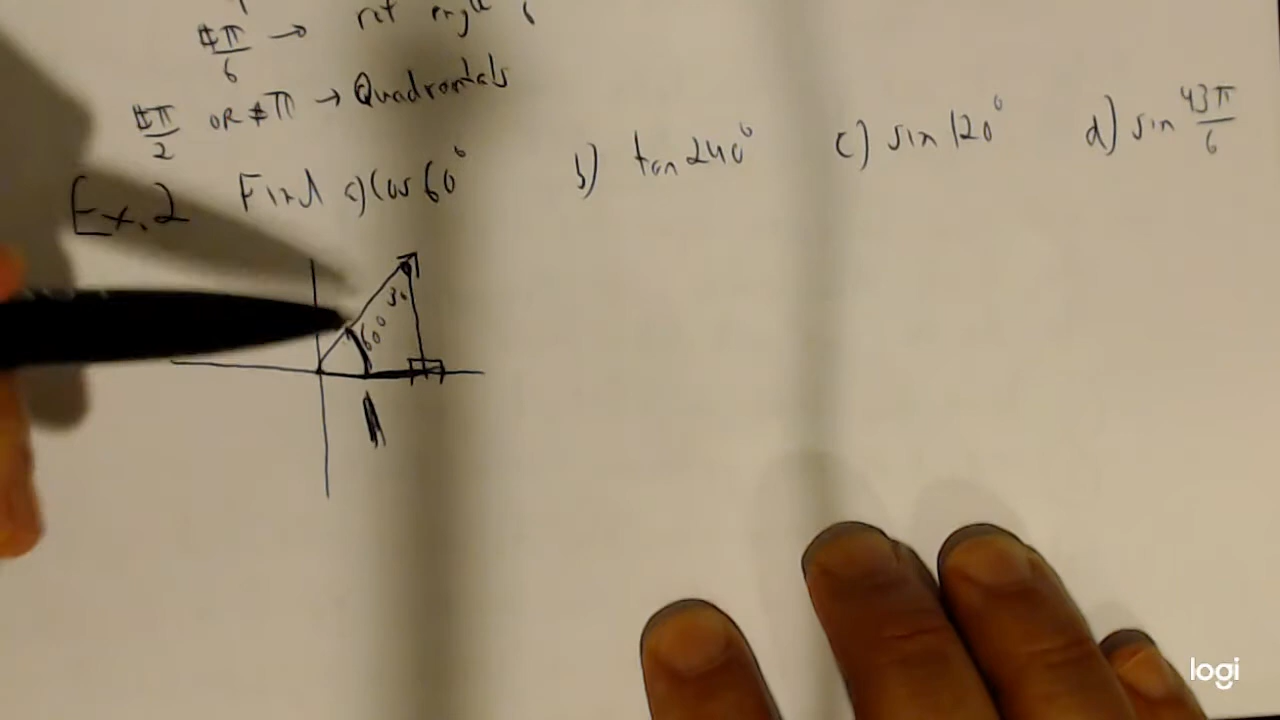 #π/6 → ref angle
#π/2 OR #π → Quadrantals
Ex.2 Find a) Cos 60° b) tan 240° c) sin 120° d) sin 43π/6
30
60°
1
logi